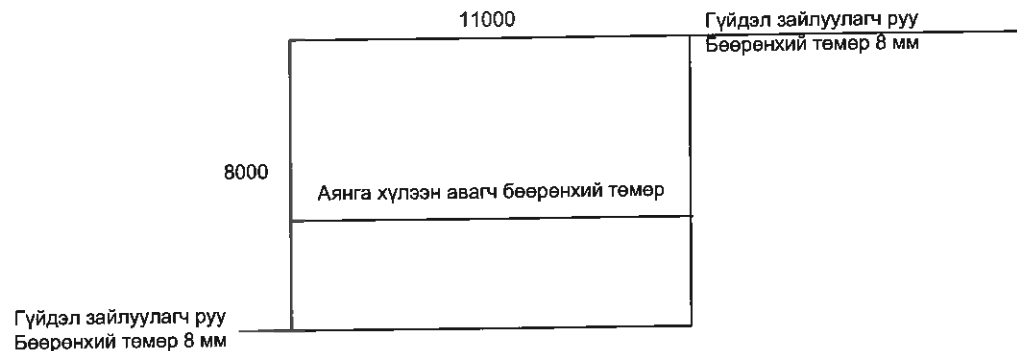 11000
Гүйдэл зайлуулагч руу
Бөөрөнхий төмөр 8 мм
8000
Аянга хүлээн авагч бөөрөнхий төмөр
Гүйдэл зайлуулагч руу
Бөөрөнхий төмөр 8 мм